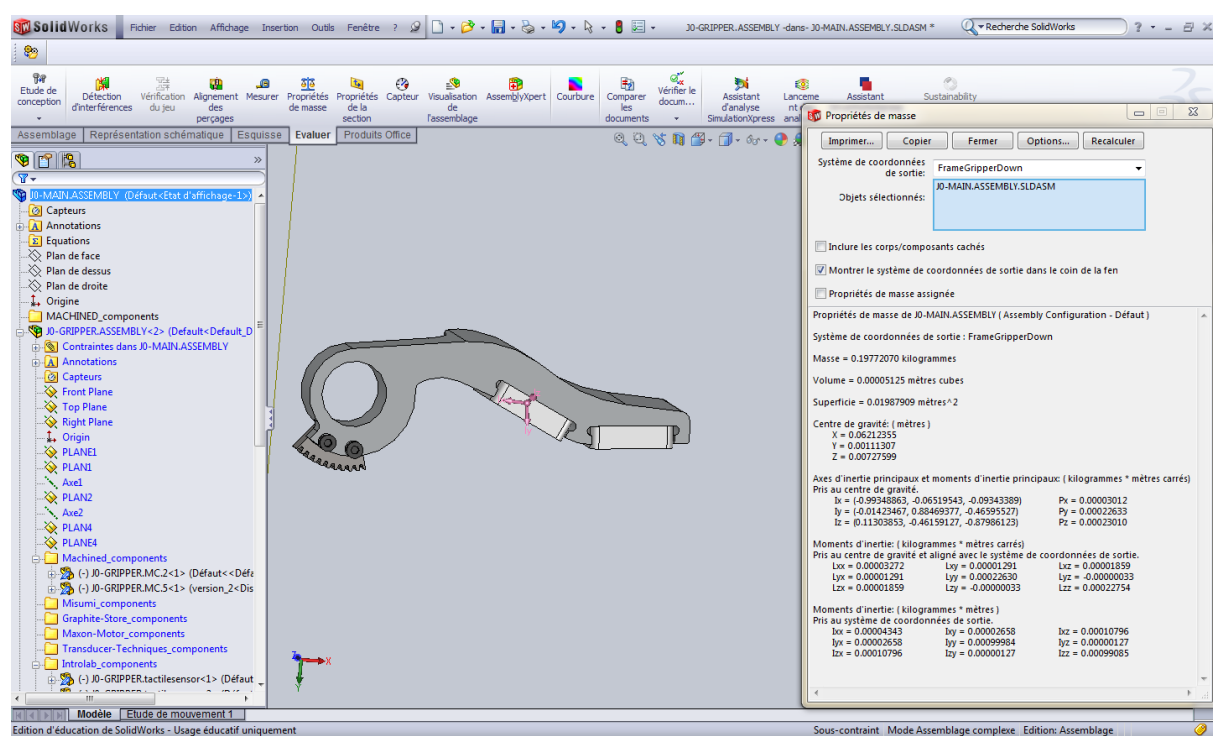 SolidWorks Fichier Edition Affichage Insertion Outils Fenêtre ? J0-GRIPPER.ASSEMBLY -dans- J0-MAIN.ASSEMBLY.SLDASM * Recherche SolidWorks ?
Etude de conception
Détection d'interférences
Vérification du jeu
Alignement des perçages
Mesurer
Propriétés de masse
Propriétés de la section
Capteur
Visualisation de l'assemblage
AssemblyXpert
Courbure
Comparer les documents
Vérifier le docum...
Assistant d'analyse SimulationXpress
Assistant
Sustainability
Assemblage Représentation schématique Esquisse Evaluer Produits Office
J0-MAIN.ASSEMBLY (Défaut<Etat d'affichage-1>)
Capteurs
Annotations
Equations
Plan de face
Plan de dessus
Plan de droite
Origine
MACHINED_components
J0-GRIPPER.ASSEMBLY<2> (Default<Default_D
Contraintes dans J0-MAIN.ASSEMBLY
Annotations
Capteurs
Front Plane
Top Plane
Right Plane
Origin
PLANE1
PLAN1
Axe1
PLAN2
Axe2
PLAN4
PLANE4
Machined_components
(-) J0-GRIPPER.MC.2<1> (Défaut<<Défa
(-) J0-GRIPPER.MC.5<1> (version_2<Dis
Misumi_components
Graphite-Store_components
Maxon-Motor_components
Transducer-Techniques_components
Introlab_components
(-) J0-GRIPPER.tactilesensor<1> (Défaut
Z X Y
Propriétés de masse
Imprimer... Copier Fermer Options... Recalculer
Système de coordonnées de sortie: FrameGripperDown
Objets sélectionnés: J0-MAIN.ASSEMBLY.SLDASM
Inclure les corps/composants cachés
Montrer le système de coordonnées de sortie dans le coin de la fen
Propriétés de masse assignée
Propriétés de masse de J0-MAIN.ASSEMBLY ( Assembly Configuration - Défaut )
Système de coordonnées de sortie : FrameGripperDown
Masse = 0.19772070 kilogrammes
Volume = 0.00005125 mètres cubes
Superficie = 0.01987909 mètres^2
Centre de gravité: ( mètres )
X = 0.06212355
Y = 0.00111307
Z = 0.00727599
Axes d'inertie principaux et moments d'inertie principaux: ( kilogrammes * mètres carrés)
Pris au centre de gravité.
Ix = (-0.99348863, -0.06519543, -0.09343389) Px = 0.00003012
Iy = (-0.01423467, 0.88469377, -0.46595527) Py = 0.00022633
Iz = (0.11303853, -0.46159127, -0.87986123) Pz = 0.00023010
Moments d'inertie: ( kilogrammes * mètres carrés)
Pris au centre de gravité et aligné avec le système de coordonnées de sortie.
Lxx = 0.00003272 Lxy = 0.00001291 Lxz = 0.00001859
Lyx = 0.00001291 Lyy = 0.00022630 Lyz = -0.00000033
Lzx = 0.00001859 Lzy = -0.00000033 Lzz = 0.00022754
Moments d'inertie: ( kilogrammes * mètres )
Pris au système de coordonnées de sortie.
Ixx = 0.00004343 Ixy = 0.00002658 Ixz = 0.00010796
Iyx = 0.00002658 Iyy = 0.00099984 Iyz = 0.00000127
Izx = 0.00010796 Izy = 0.00000127 Izz = 0.00099085
Modèle Etude de mouvement 1
Edition d'éducation de SolidWorks - Usage éducatif uniquement Sous-contraint Mode Assemblage complexe Edition: Assemblage